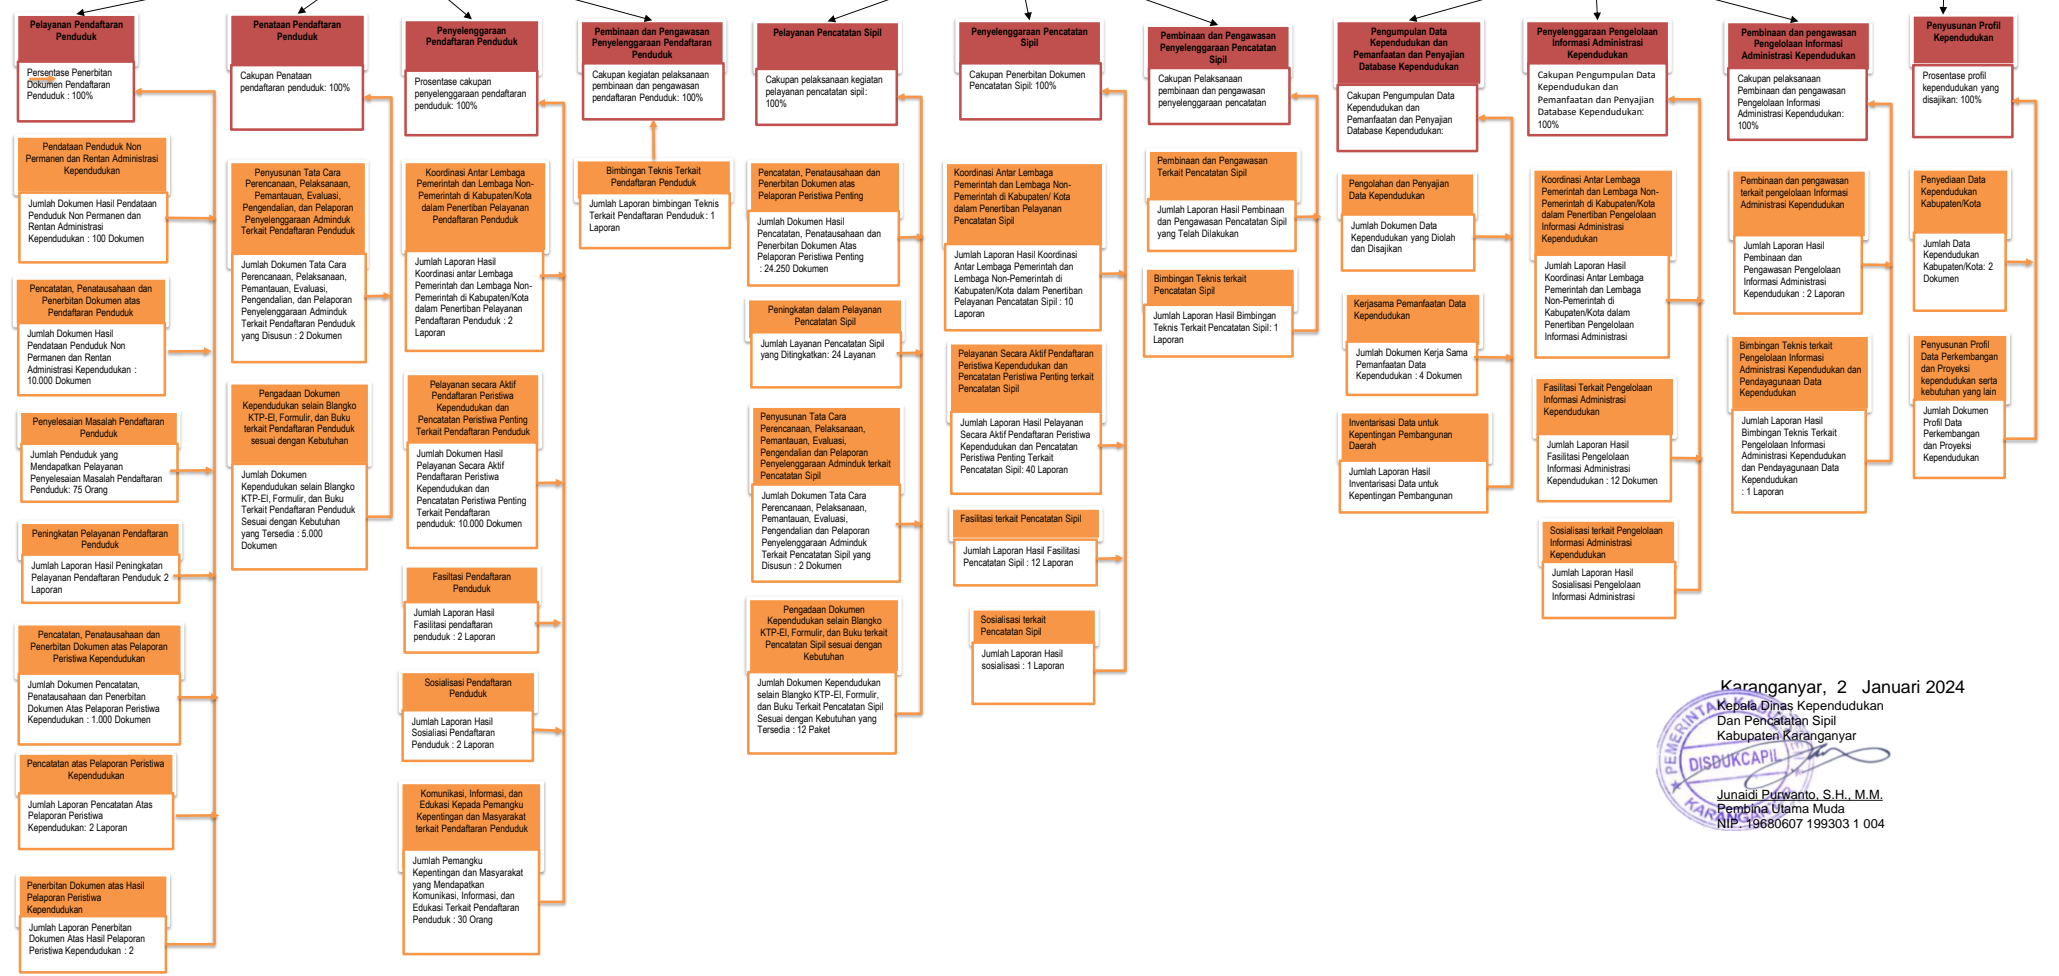 Pelayanan Pendaftaran
Penduduk
Persentase Penerbitan
Dokumen Pendaftaran
Penduduk : 100%
Pendataan Penduduk Non
Permanen dan Rentan Administrasi
Kependudukan
Jumlah Dokumen Hasil Pendataan
Penduduk Non Permanen dan
Rentan Administrasi
Kependudukan : 100 Dokumen
Pencatatan, Penatausahaan dan
Penerbitan Dokumen atas
Pelaporan Pendaftaran Penduduk
Jumlah Dokumen Hasil
Pendataan Penduduk Non
Permanen dan Rentan
Administrasi Kependudukan :
10.000 Dokumen
Penyelesaian Masalah Pendaftaran
Penduduk
Jumlah Penduduk yang
Mendapatkan Pelayanan
Penyelesaian Masalah Pendaftaran
Penduduk: 75 Orang
Peningkatan Pelayanan Pendaftaran
Penduduk
Jumlah Laporan Hasil Peningkatan
Pelayanan Pendaftaran Penduduk 2
Laporan
Pencatatan, Penatausahaan dan
Penerbitan Dokumen atas Pelaporan
Peristiwa Kependudukan
Jumlah Dokumen Pencatatan,
Penatausahaan dan Penerbitan
Dokumen Atas Pelaporan Peristiwa
Kependudukan : 1.000 Dokumen
Pencatatan atas Pelaporan Peristiwa
Kependudukan
Jumlah Laporan Pencatatan Atas
Pelaporan Peristiwa
Kependudukan: 2 Laporan
Penerbitan Dokumen atas Hasil
Pelaporan Peristiwa
Kependudukan
Jumlah Laporan Penerbitan
Dokumen Atas Hasil Pelaporan
Peristiwa Kependudukan : 2
Penataan Pendaftaran
Penduduk
Cakupan Penataan
pendaftaran penduduk: 100%
Penyusunan Tata Cara
Perencanaan, Pelaksanaan,
Pemantauan, Evaluasi,
Pengendalian, dan Pelaporan
Penyelenggaraan Adminduk
Terkait Pendaftaran Penduduk
Jumlah Dokumen Tata Cara
Perencanaan, Pelaksanaan,
Pemantauan, Evaluasi,
Pengendalian, dan Pelaporan
Penyelenggaraan Adminduk
Terkait Pendaftaran Penduduk
yang Disusun : 2 Dokumen
Pengadaan Dokumen
Kependudukan selain Blangko
KTP-El, Formulir, dan Buku
terkait Pendaftaran Penduduk
sesuai dengan Kebutuhan
Jumlah Dokumen
Kependudukan selain Blangko
KTP-El, Formulir, dan Buku
Terkait Pendaftaran Penduduk
Sesuai dengan Kebutuhan
yang Tersedia : 5.000
Dokumen
Penyelenggaraan
Pendaftaran Penduduk
Prosentase cakupan
penyelenggaraan pendaftaran
penduduk: 100%
Koordinasi Antar Lembaga
Pemerintah dan Lembaga Non-
Pemerintah di Kabupaten/Kota
dalam Penertiban Pelayanan
Pendaftaran Penduduk
Jumlah Laporan Hasil
Koordinasi antar Lembaga
Pemerintah dan Lembaga Non-
Pemerintah di Kabupaten/Kota
dalam Penertiban Pelayanan
Pendaftaran Penduduk : 2
Laporan
Pelayanan secara Aktif
Pendaftaran Peristiwa
Kependudukan dan
Pencatatan Peristiwa Penting
Terkait Pendaftaran Penduduk
Jumlah Dokumen Hasil
Pelayanan Secara Aktif
Pendaftaran Peristiwa
Kependudukan dan
Pencatatan Peristiwa Penting
Terkait Pendaftaran
penduduk: 10.000 Dokumen
Fasiltasi Pendaftaran
Penduduk
Jumlah Laporan Hasil
Fasilitasi pendaftaran
penduduk : 2 Laporan
Sosialisasi Pendaftaran
Penduduk
Jumlah Laporan Hasil
Sosialiasi Pendaftaran
Penduduk : 2 Laporan
Komunikasi, Informasi, dan
Edukasi Kepada Pemangku
Kepentingan dan Masyarakat
terkait Pendaftaran Penduduk
Jumlah Pemangku
Kepentingan dan Masyarakat
yang Mendapatkan
Komunikasi, Informasi, dan
Edukasi Terkait Pendaftaran
Penduduk : 30 Orang
Pembinaan dan Pengawasan
Penyelenggaraan Pendaftaran
Penduduk
Cakupan kegiatan pelaksanaan
pembinaan dan pengawasan
pendaftaran Penduduk: 100%
Bimbingan Teknis Terkait
Pendaftaran Penduduk
Jumlah Laporan bimbingan Teknis
Terkait Pendaftaran Penduduk : 1
Laporan
Pelayanan Pencatatan Sipil
Cakupan pelaksanaan kegiatan
pelayanan pencatatan sipil:
100%
Pencatatan, Penatausahaan dan
Penerbitan Dokumen atas
Pelaporan Peristiwa Penting
Jumlah Dokumen Hasil
Pencatatan, Penatausahaan dan
Penerbitan Dokumen Atas
Pelaporan Peristiwa Penting
: 24.250 Dokumen
Peningkatan dalam Pelayanan
Pencatatan Sipil
Jumlah Layanan Pencatatan Sipil
yang Ditingkatkan: 24 Layanan
Penyusunan Tata Cara
Perencanaan, Pelaksanaan,
Pemantauan, Evaluasi,
Pengendalian dan Pelaporan
Penyelenggaraan Adminduk terkait
Pencatatan Sipil
Jumlah Dokumen Tata Cara
Perencanaan, Pelaksanaan,
Pemantauan, Evaluasi,
Pengendalian dan Pelaporan
Penyelenggaraan Adminduk
Terkait Pencatatan Sipil yang
Disusun : 2 Dokumen
Pengadaan Dokumen
Kependudukan selain Blangko
KTP-El, Formulir, dan Buku terkait
Pencatatan Sipil sesuai dengan
Kebutuhan
Jumlah Dokumen Kependudukan
selain Blangko KTP-El, Formulir,
dan Buku Terkait Pencatatan Sipil
Sesuai dengan Kebutuhan yang
Tersedia : 12 Paket
Penyelenggaraan Pencatatan
Sipil
Cakupan Penerbitan Dokumen
Pencatatan Sipil: 100%
Koordinasi Antar Lembaga
Pemerintah dan Lembaga Non-
Pemerintah di Kabupaten/ Kota
dalam Penertiban Pelayanan
Pencatatan Sipil
Jumlah Laporan Hasil Koordinasi
Antar Lembaga Pemerintah dan
Lembaga Non-Pemerintah di
Kabupaten/Kota dalam Penertiban
Pelayanan Pencatatan Sipil : 10
Laporan
Pelayanan Secara Aktif Pendaftaran
Peristiwa Kependudukan dan
Pencatatan Peristiwa Penting terkait
Pencatatan Sipil
Jumlah Laporan Hasil Pelayanan
Secara Aktif Pendaftaran Peristiwa
Kependudukan dan Pencatatan
Peristiwa Penting Terkait
Pencatatan Sipil: 40 Laporan
Fasilitasi terkait Pencatatan Sipil
Jumlah Laporan Hasil Fasilitasi
Pencatatan Sipil : 12 Laporan
Sosialisasi terkait
Pencatatan Sipil
Jumlah Laporan Hasil
sosialisasi : 1 Laporan
Pembinaan dan Pengawasan
Penyelenggaraan Pencatatan
Sipil
Cakupan Pelaksanaan
pembinaan dan pengawasan
penyelenggaraan pencatatan
Pembinaan dan Pengawasan
Terkait Pencatatan Sipil
Jumlah Laporan Hasil Pembinaan
dan Pengawasan Pencatatan Sipil
yang Telah Dilakukan
Bimbingan Teknis terkait
Pencatatan Sipil
Jumlah Laporan Hasil Bimbingan
Teknis Terkait Pencatatan Sipil: 1
Laporan
Pengumpulan Data
Kependudukan dan
Pemanfaatan dan Penyajian
Database Kependudukan
Cakupan Pengumpulan Data
Kependudukan dan
Pemanfaatan dan Penyajian
Database Kependudukan:
Pengolahan dan Penyajian
Data Kependudukan
Jumlah Dokumen Data
Kependudukan yang Diolah
dan Disajikan
Kerjasama Pemanfaatan Data
Kependudukan
Jumlah Dokumen Kerja Sama
Pemanfaatan Data
Kependudukan : 4 Dokumen
Inventarisasi Data untuk
Kepentingan Pembangunan
Daerah
Jumlah Laporan Hasil
Inventarisasi Data untuk
Kepentingan Pembangunan
Penyelenggaraan Pengelolaan
Informasi Administrasi
Kependudukan
Cakupan Pengumpulan Data
Kependudukan dan
Pemanfaatan dan Penyajian
Database Kependudukan:
100%
Koordinasi Antar Lembaga
Pemerintah dan Lembaga Non-
Pemerintah di Kabupaten/Kota
dalam Penertiban Pengelolaan
Informasi Administrasi
Kependudukan
Jumlah Laporan Hasil
Koordinasi Antar Lembaga
Pemerintah dan Lembaga
Non-Pemerintah di
Kabupaten/Kota dalam
Penertiban Pengelolaan
Informasi Administrasi
Fasilitasi Terkait Pengelolaan
Informasi Administrasi
Kependudukan
Jumlah Laporan Hasil
Fasilitasi Pengelolaan
Informasi Administrasi
Kependudukan : 12 Dokumen
Sosialisasi terkait Pengelolaan
Informasi Administrasi
Kependudukan
Jumlah Laporan Hasil
Sosialisasi Pengelolaan
Informasi Administrasi
Pembinaan dan pengawasan
Pengelolaan Informasi
Administrasi Kependudukan
Cakupan pelaksanaan
Pembinaan dan pengawasan
Pengelolaan Informasi
Administrasi Kependudukan:
100%
Pembinaan dan pengawasan
terkait pengelolaan Informasi
Administrasi Kependudukan
Jumlah Laporan Hasil
Pembinaan dan
Pengawasan Pengelolaan
Informasi Administrasi
Kependudukan : 2 Laporan
Bimbingan Teknis terkait
Pengelolaan Informasi
Administrasi Kependudukan dan
Pendayagunaan Data
Kependudukan
Jumlah Laporan Hasil
Bimbingan Teknis Terkait
Pengelolaan Informasi
Administrasi Kependudukan
dan Pendayagunaan Data
Kependudukan
: 1 Laporan
Penyusunan Profil
Kependudukan
Prosentase profil
kependudukan yang
disajikan: 100%
Penyediaan Data
Kependudukan
Kabupaten/Kota
Jumlah Data
Kependudukan
Kabupaten/Kota: 2
Dokumen
Penyusunan Profil
Data Perkembangan
dan Proyeksi
kependudukan serta
kebutuhan yang lain
Jumlah Dokumen
Profil Data
Perkembangan
dan Proyeksi
Kependudukan
Karanganyar, 2 Januari 2024
Kepala Dinas Kependudukan
Dan Pencatatan Sipil
Kabupaten Karanganyar
DISDUKCAPIL
Junaidi Purwanto, S.H., M.M.
Pembina Utama Muda
NIP. 19680607 199303 1 004